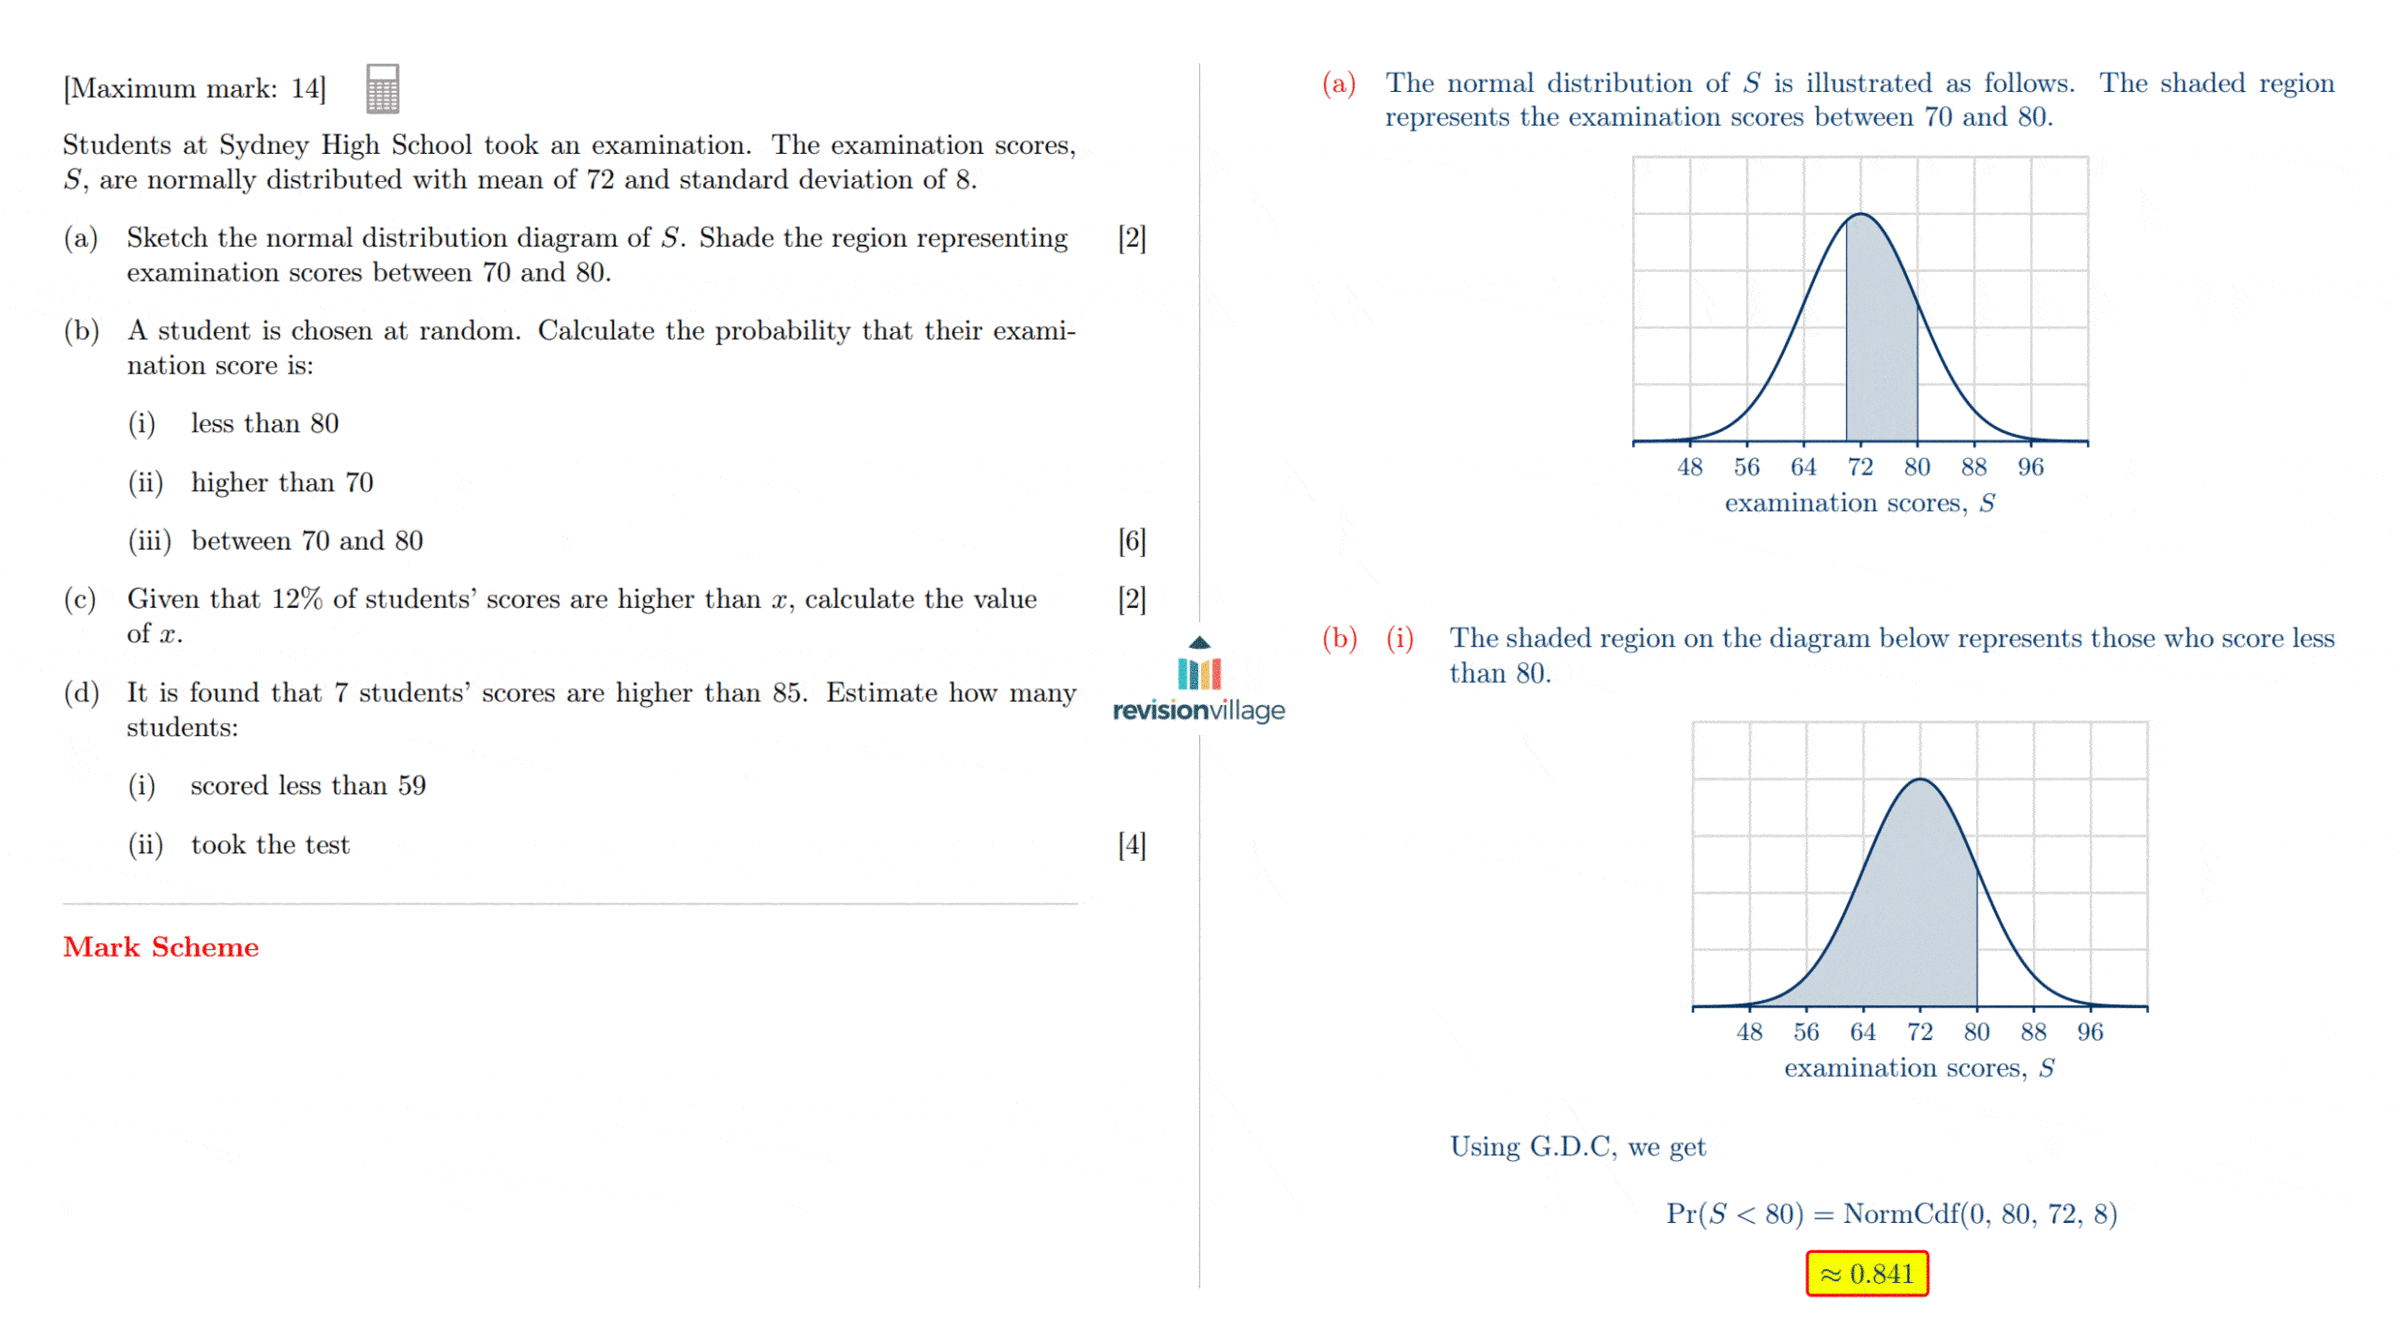 [Maximum mark: 14]
Students at Sydney High School took an examination. The examination scores,
S, are normally distributed with mean of 72 and standard deviation of 8.
(a) Sketch the normal distribution diagram of S. Shade the region representing [2]
examination scores between 70 and 80.
(b) A student is chosen at random. Calculate the probability that their exami-
nation score is:
(i) less than 80
(ii) higher than 70
(iii) between 70 and 80 [6]
(c) Given that 12% of students’ scores are higher than x, calculate the value [2]
of x.
(d) It is found that 7 students’ scores are higher than 85. Estimate how many
students:
(i) scored less than 59
(ii) took the test [4]
Mark Scheme
revisionvillage
(a) The normal distribution of S is illustrated as follows. The shaded region
represents the examination scores between 70 and 80.
48 56 64 72 80 88 96
examination scores, S
(b) (i) The shaded region on the diagram below represents those who score less
than 80.
48 56 64 72 80 88 96
examination scores, S
Using G.D.C, we get
Pr(S < 80) = NormCdf(0, 80, 72, 8)
≈ 0.841